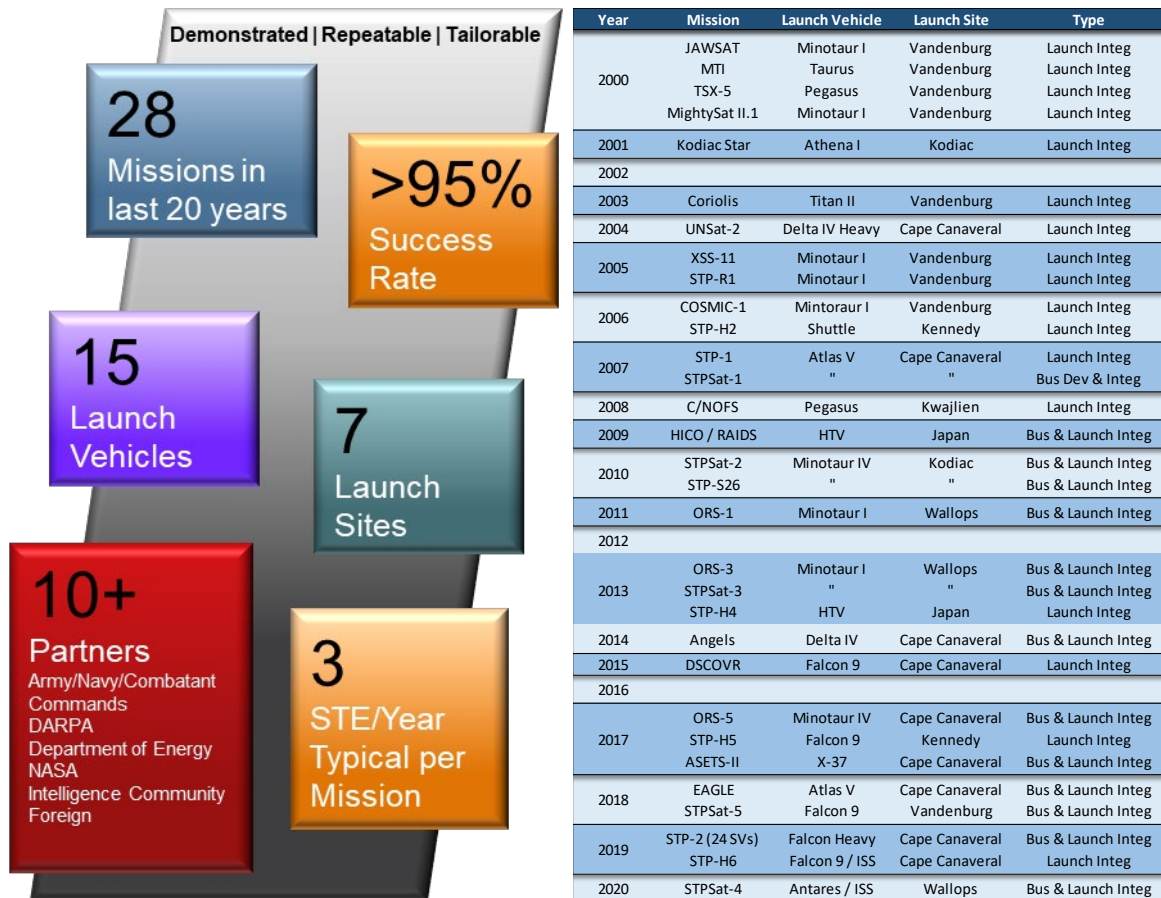 Demonstrated | Repeatable | Tailorable
28
Missions in
last 20 years
>95%
Success
Rate
15
Launch
Vehicles
7
Launch
Sites
10+
Partners
Army/Navy/Combatant
Commands
DARPA
Department of Energy
NASA
Intelligence Community
Foreign
3
STE/Year
Typical per
Mission
Year Mission Launch Vehicle Launch Site Type
2000
JAWSAT Minotaur I Vandenburg Launch Integ
MTI Taurus Vandenburg Launch Integ
TSX-5 Pegasus Vandenburg Launch Integ
MightySat II.1 Minotaur I Vandenburg Launch Integ
2001 Kodiac Star Athena I Kodiac Launch Integ
2002
2003 Coriolis Titan II Vandenburg Launch Integ
2004 UNSat-2 Delta IV Heavy Cape Canaveral Launch Integ
2005
XSS-11 Minotaur I Vandenburg Launch Integ
STP-R1 Minotaur I Vandenburg Launch Integ
2006
COSMIC-1 Mintoraur I Vandenburg Launch Integ
STP-H2 Shuttle Kennedy Launch Integ
2007
STP-1 Atlas V Cape Canaveral Launch Integ
STPSat-1 " " Bus Dev & Integ
2008 C/NOFS Pegasus Kwajlien Launch Integ
2009 HICO / RAIDS HTV Japan Bus & Launch Integ
2010
STPSat-2 Minotaur IV Kodiac Bus & Launch Integ
STP-S26 " " Bus & Launch Integ
2011 ORS-1 Minotaur I Wallops Bus & Launch Integ
2012
2013
ORS-3 Minotaur I Wallops Bus & Launch Integ
STPSat-3 " " Bus & Launch Integ
STP-H4 HTV Japan Launch Integ
2014 Angels Delta IV Cape Canaveral Bus & Launch Integ
2015 DSCOVR Falcon 9 Cape Canaveral Launch Integ
2016
2017
ORS-5 Minotaur IV Cape Canaveral Bus & Launch Integ
STP-H5 Falcon 9 Kennedy Launch Integ
ASETS-II X-37 Cape Canaveral Bus & Launch Integ
2018
EAGLE Atlas V Cape Canaveral Bus & Launch Integ
STPSat-5 Falcon 9 Vandenburg Bus & Launch Integ
2019
STP-2 (24 SVs) Falcon Heavy Cape Canaveral Bus & Launch Integ
STP-H6 Falcon 9 / ISS Cape Canaveral Launch Integ
2020 STPSat-4 Antares / ISS Wallops Bus & Launch Integ